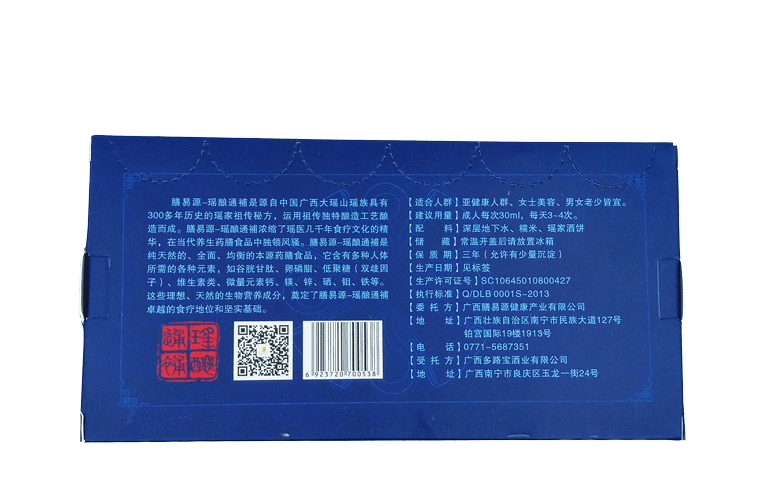 膳易源-瑶酿通補是源自中国广西大瑶山瑶族具有
300多年历史的瑶家祖传秘方，运用祖传独特酿造工艺酿
造而成。膳易源-瑶酿通補浓缩了瑶医几千年食疗文化的精
华，在当代养生药膳食品中独领风骚。膳易源-瑶酿通補是
纯天然的、全面、均衡的本源药膳食品，它含有多种人体
所需的各种元素，如谷胱甘肽、卵磷脂、低聚糖（双歧因
子）、维生素类、微量元素钙、镁、锌、硒、钼、铁等。
这些理想、天然的生物营养成分，奠定了膳易源-瑶酿通補
卓越的食疗地位和坚实基础。
6 923720 700538
【适合人群】亚健康人群、女士美容、男女老少皆宜。
【建议用量】成人每次30ml，每天3~4次。
【配 料】深层地下水、糯米、瑶家酒饼
【储 藏】常温开盖后请放置冰箱
【保 质 期】三年（允许有少量沉淀）
【生产日期】见标签
【生产许可证号】SC10645010800427
【执行标准】Q/DLB 0001S-2013
【委 托 方】广西膳易源健康产业有限公司
【地 址】广西壮族自治区南宁市民族大道127号
铂宫国际19楼1913号
【电 话】0771-5687351
【受 托 方】广西多路宝酒业有限公司
【地 址】广西南宁市良庆区玉龙一街24号